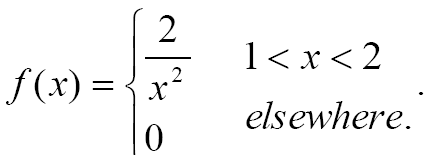 f(x) = { 2/x² 1 < x < 2
0 elsewhere. .